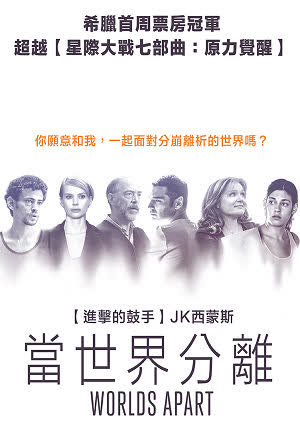 希臘首周票房冠軍
超越【星際大戰七部曲：原力覺醒】
你願意和我，一起面對分崩離析的世界嗎？
【進擊的鼓手】JK西蒙斯
當世界分離
WORLDS APART